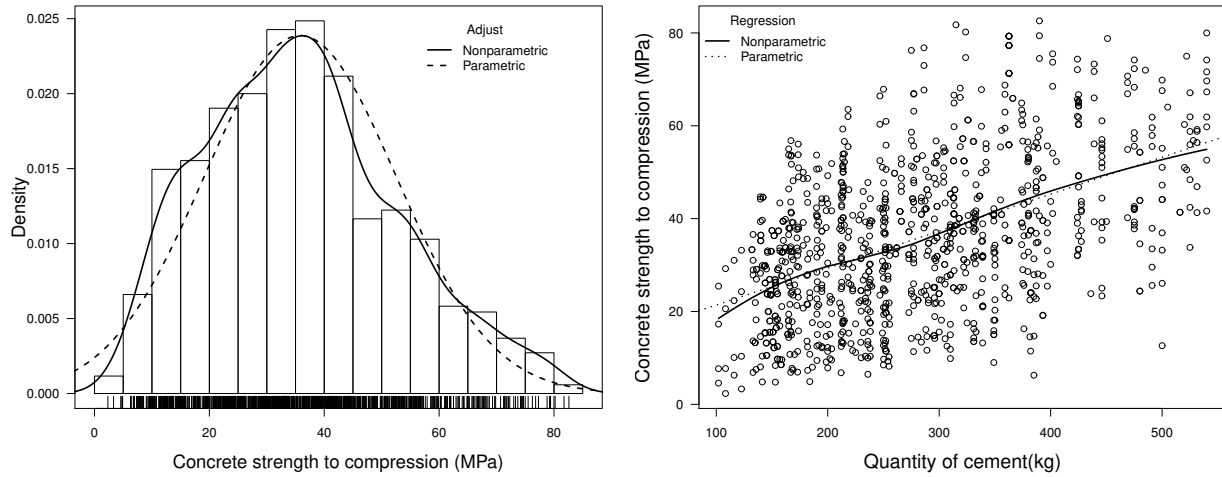 Adjust
Nonparametric
Parametric
Density
0.025
0.020
0.015
0.010
0.005
0.000
0 20 40 60 80
Concrete strength to compression (MPa)
Regression
Nonparametric
Parametric
Concrete strength to compression (MPa)
80
60
40
20
0
100 200 300 400 500
Quantity of cement(kg)